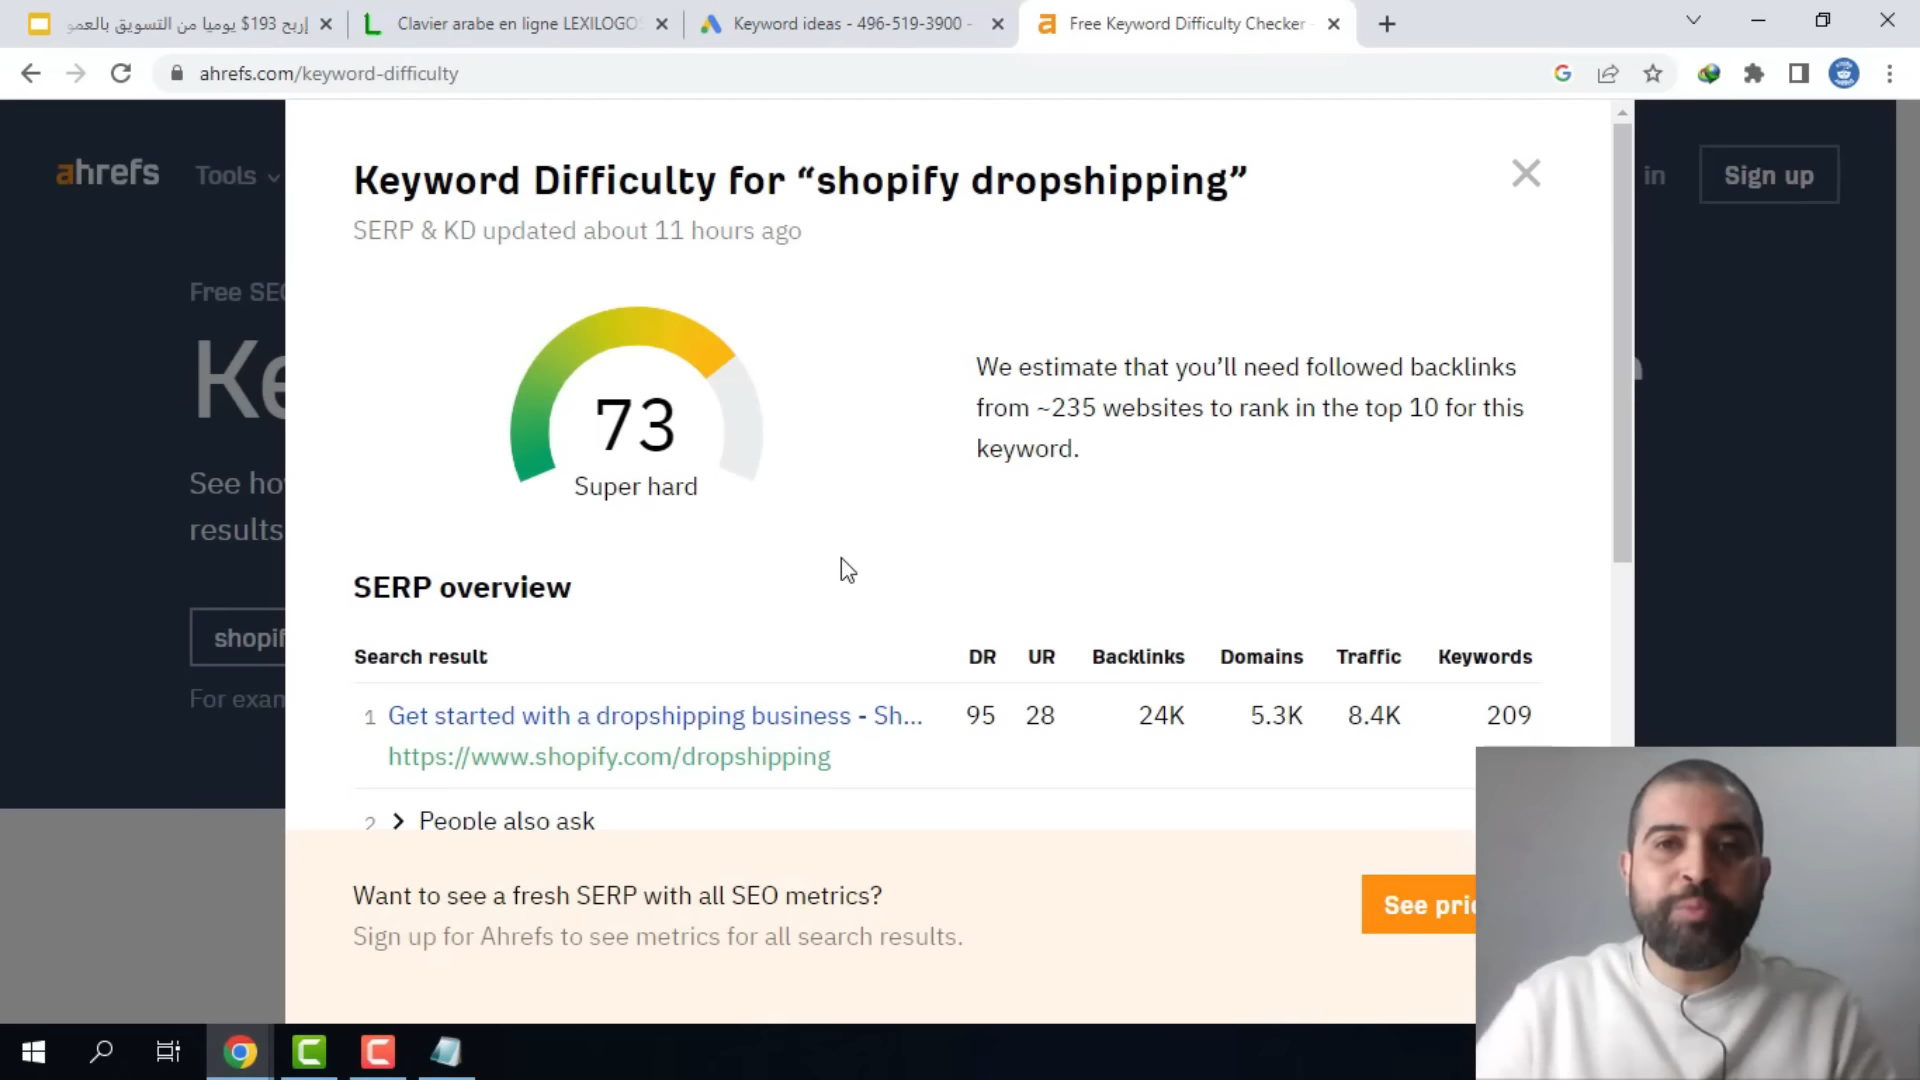 إربح $193 يوميا من التسويق بالعمو
Clavier arabe en ligne LEXILOGOS
Keyword ideas - 496-519-3900 -
Free Keyword Difficulty Checker -
ahrefs.com/keyword-difficulty
ahrefs
Tools
in
Sign up
Free SEO
Ke
See ho
results
shopif
For exan
Keyword Difficulty for “shopify dropshipping”
SERP & KD updated about 11 hours ago
73
Super hard
We estimate that you’ll need followed backlinks
from ~235 websites to rank in the top 10 for this
keyword.
SERP overview
Search result DR UR Backlinks Domains Traffic Keywords
1 Get started with a dropshipping business - Sh... 95 28 24K 5.3K 8.4K 209
https://www.shopify.com/dropshipping
2 People also ask
Want to see a fresh SERP with all SEO metrics?
Sign up for Ahrefs to see metrics for all search results.
See pric